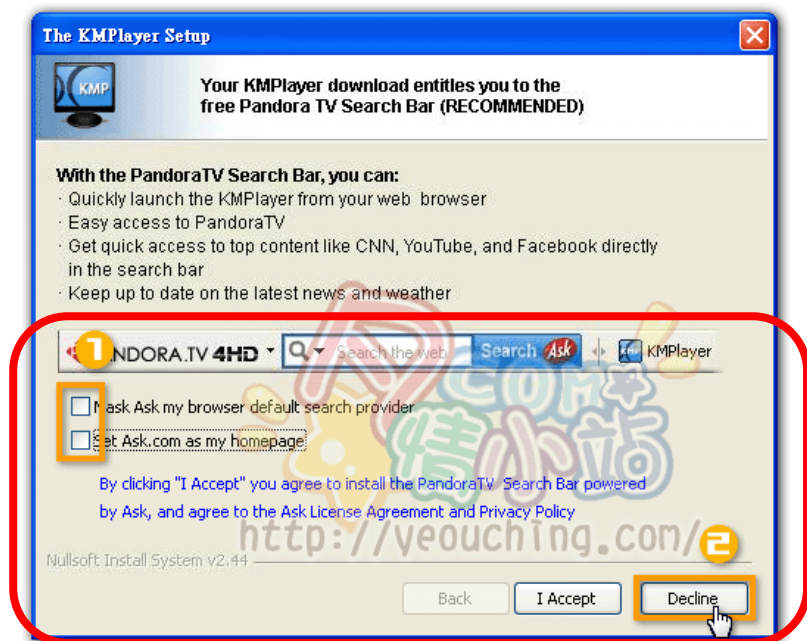 The KMPlayer Setup
KMP
Your KMPlayer download entitles you to the
free Pandora TV Search Bar (RECOMMENDED)
With the PandoraTV Search Bar, you can:
· Quickly launch the KMPlayer from your web browser
· Easy access to PandoraTV
· Get quick access to top content like CNN, YouTube, and Facebook directly
in the search bar
· Keep up to date on the latest news and weather
1
NDORA.TV 4HD Search the web Search Ask KMPlayer
Mask Ask my browser default search provider
Set Ask.com as my homepage
By clicking "I Accept" you agree to install the PandoraTV Search Bar powered
by Ask, and agree to the Ask License Agreement and Privacy Policy
情小站
http://yeouching.com/
2
Nullsoft Install System v2.44
Back I Accept Decline